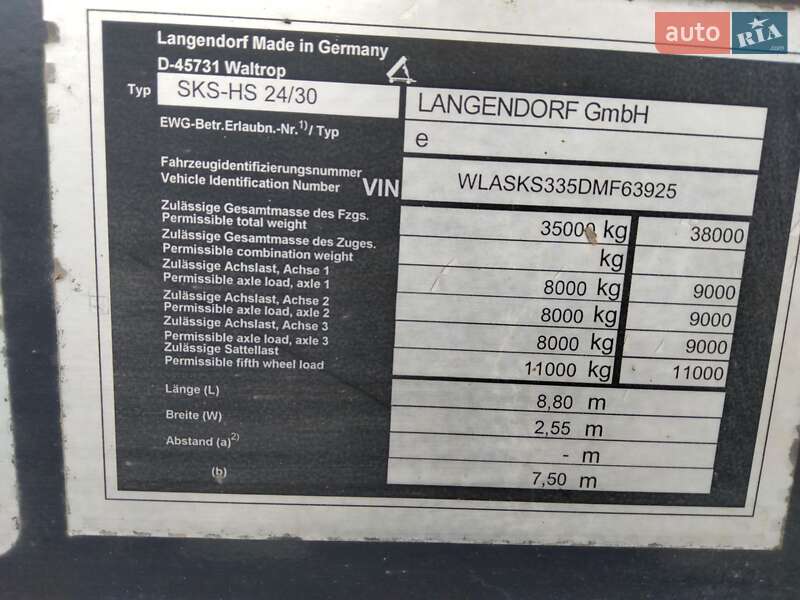 auto RIA .com
Langendorf Made in Germany
D-45731 Waltrop
Typ SKS-HS 24/30 LANGENDORF GmbH
EWG-Betr.Erlaubn.-Nr.1)/ Typ e
Fahrzeugidentifizierungsnummer
Vehicle Identification Number VIN WLASKS335DMF63925
Zulässige Gesamtmasse des Fzgs.
Permissible total weight 35000 kg 38000
Zulässige Gesamtmasse des Zuges.
Permissible combination weight kg
Zulässige Achslast, Achse 1
Permissible axle load, axle 1 8000 kg 9000
Zulässige Achslast, Achse 2
Permissible axle load, axle 2 8000 kg 9000
Zulässige Achslast, Achse 3
Permissible axle load, axle 3 8000 kg 9000
Zulässige Sattellast
Permissible fifth wheel load 11000 kg 11000
Länge (L) 8,80 m
Breite (W) 2,55 m
Abstand (a)2) - m
(b) 7,50 m